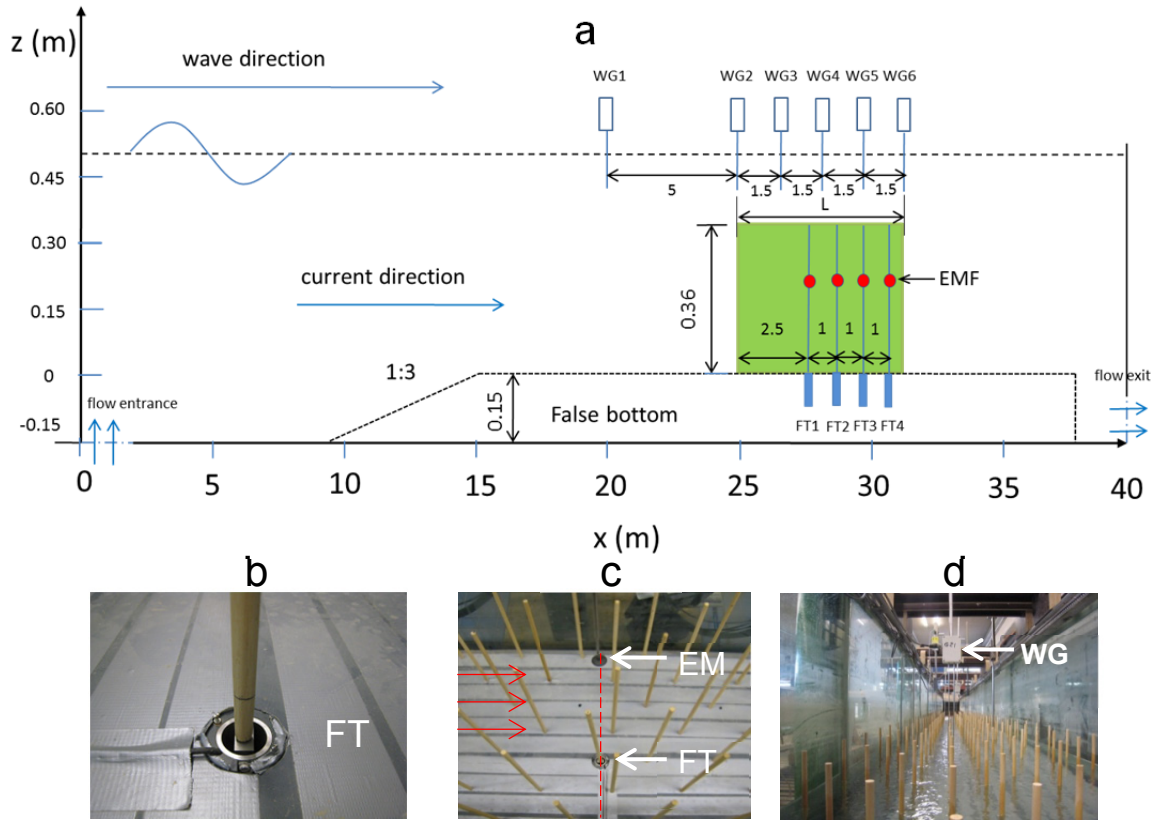 a
z (m)
wave direction
WG1 WG2 WG3 WG4 WG5 WG6
0.60
0.45
5 1.5 1.5 1.5 1.5
L
0.30
current direction
EMF
0.36
0.15
2.5 1 1 1
1:3
0
flow entrance
0.15
False bottom
flow exit
-0.15
FT1 FT2 FT3 FT4
0 5 10 15 20 25 30 35 40
x (m)
b c d
EM
WG
FT
FT